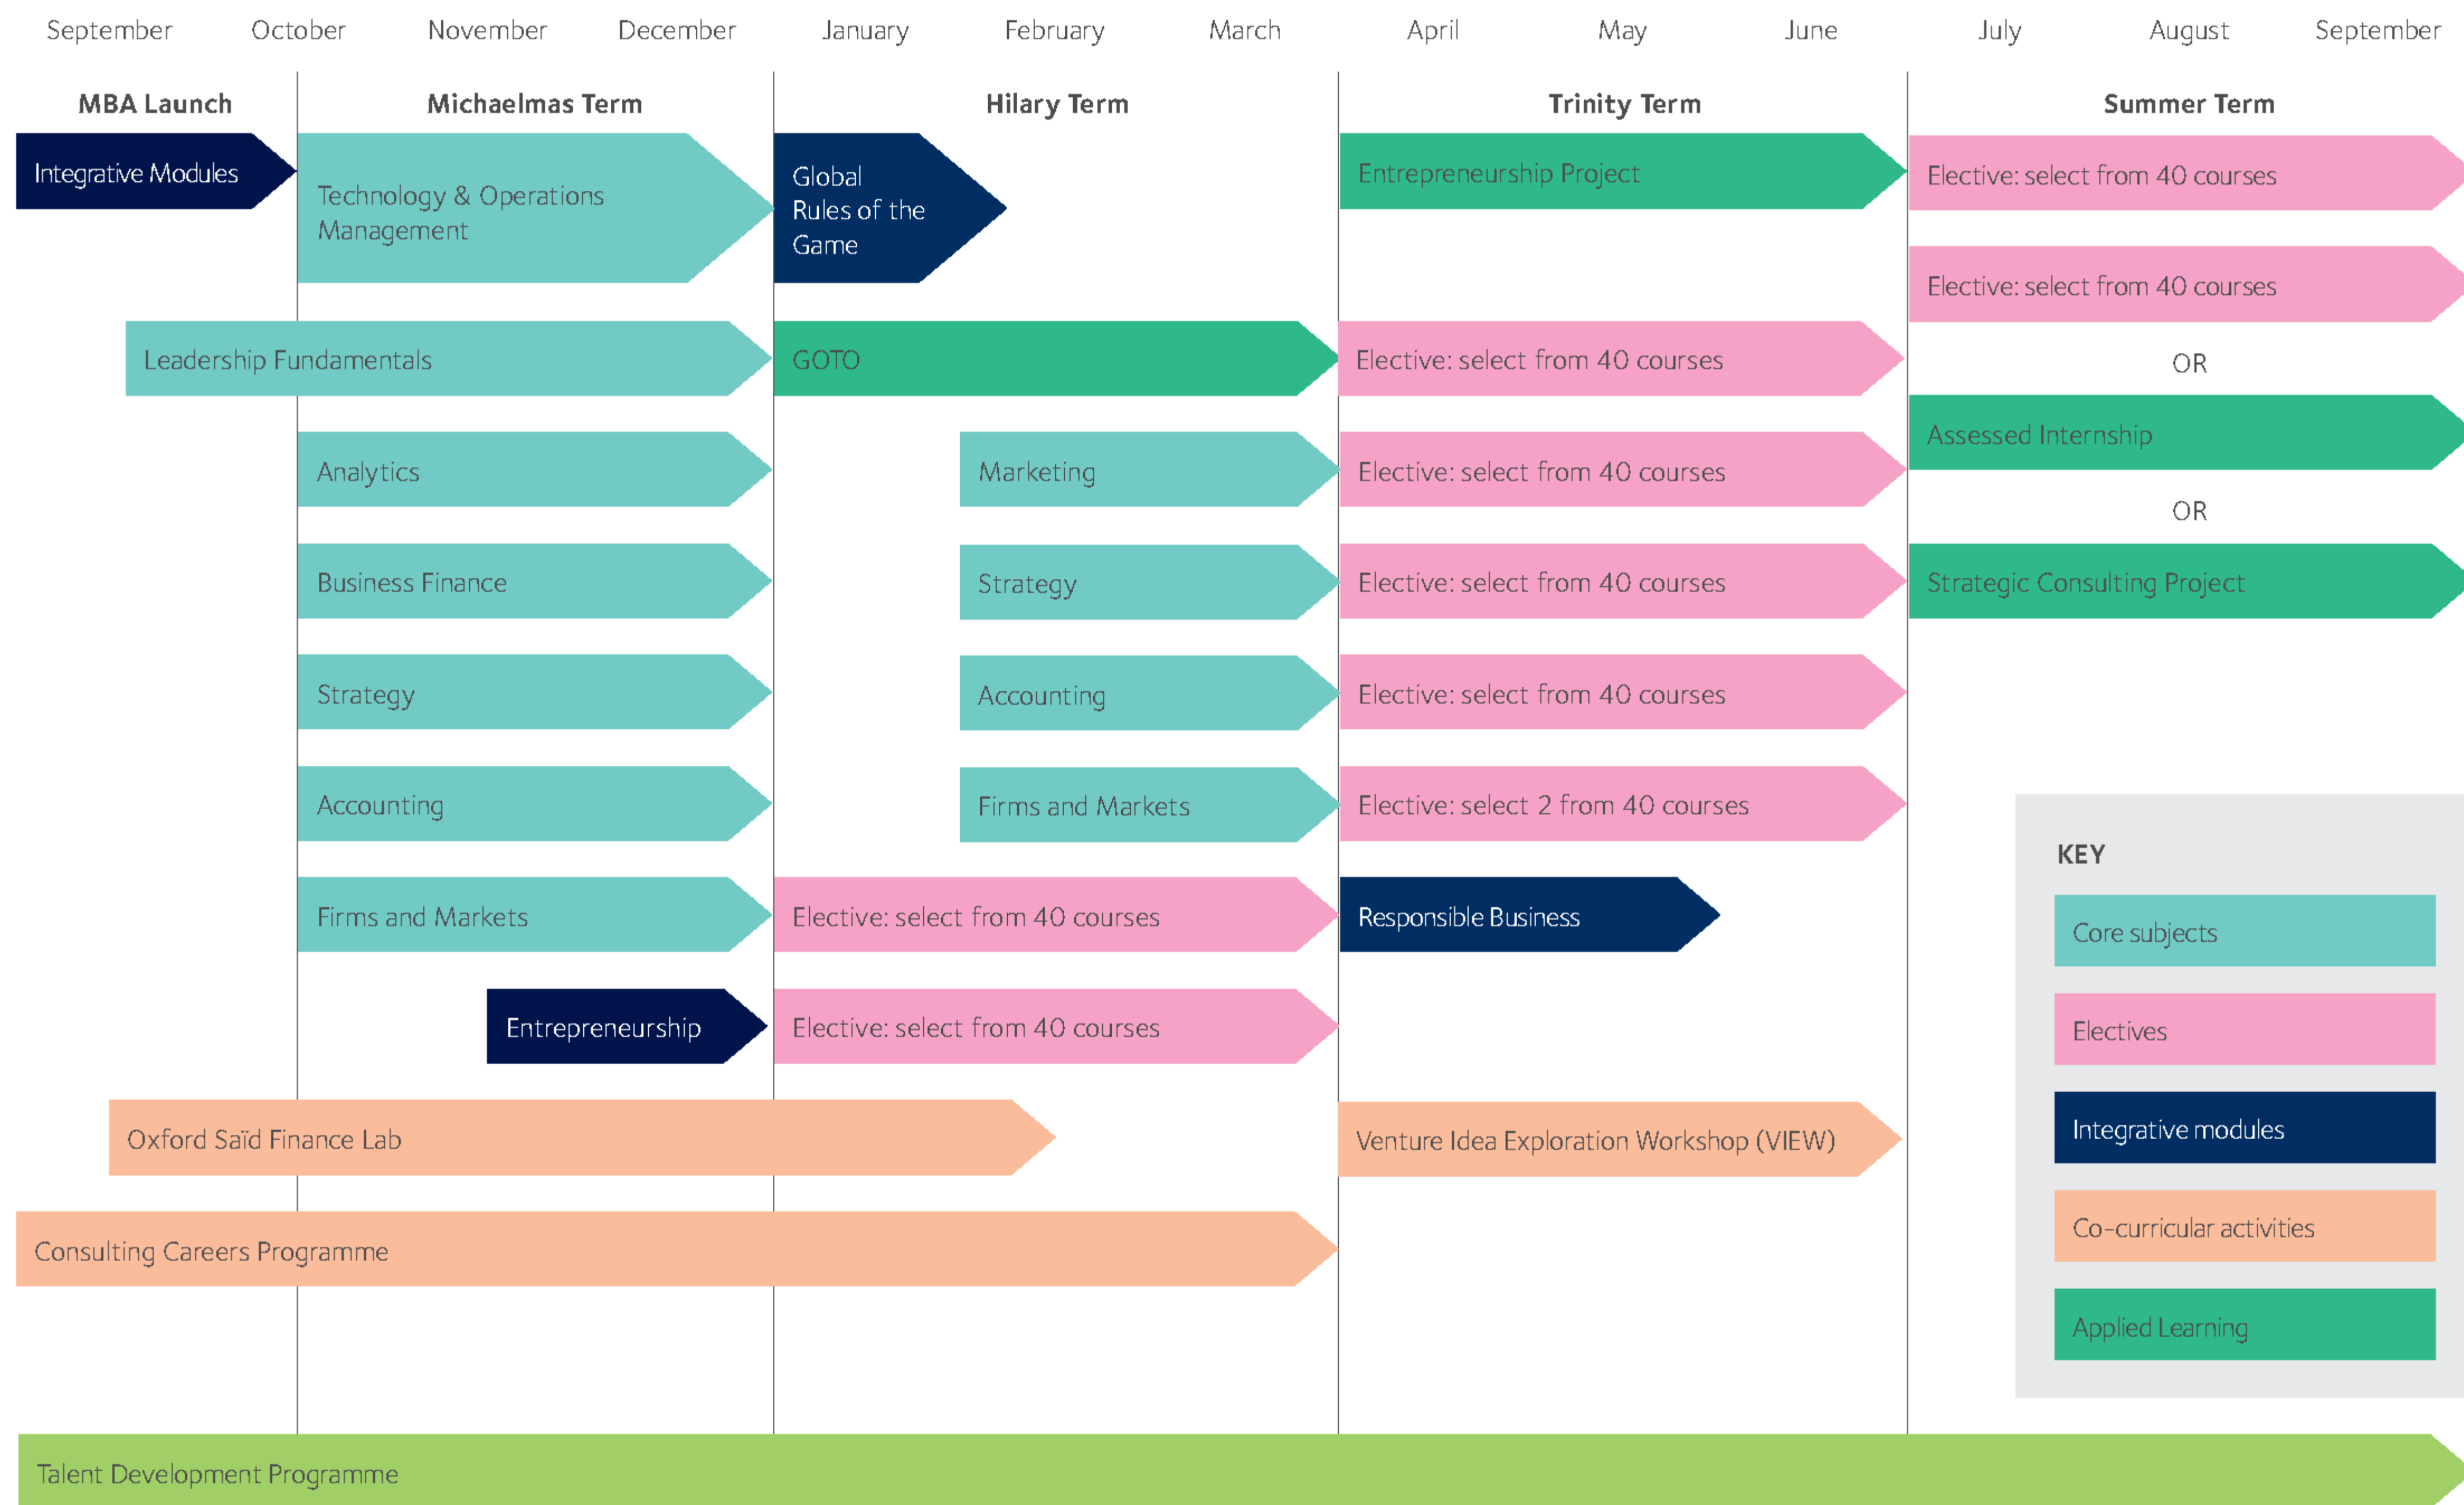 September October November December January February March April May June July August September
MBA Launch Michaelmas Term Hilary Term Trinity Term Summer Term
Integrative Modules
Technology & Operations
Management
Global
Rules of the
Game
Entrepreneurship Project
Elective: select from 40 courses
Elective: select from 40 courses
Leadership Fundamentals
GOTO
Elective: select from 40 courses
OR
Analytics
Marketing
Elective: select from 40 courses
Assessed Internship
OR
Business Finance
Strategy
Elective: select from 40 courses
Strategic Consulting Project
Strategy
Accounting
Elective: select from 40 courses
Accounting
Firms and Markets
Elective: select 2 from 40 courses
Firms and Markets
Elective: select from 40 courses
Responsible Business
Entrepreneurship
Elective: select from 40 courses
Oxford Saïd Finance Lab
Venture Idea Exploration Workshop (VIEW)
Consulting Careers Programme
KEY
Core subjects
Electives
Integrative modules
Co-curricular activities
Applied Learning
Talent Development Programme